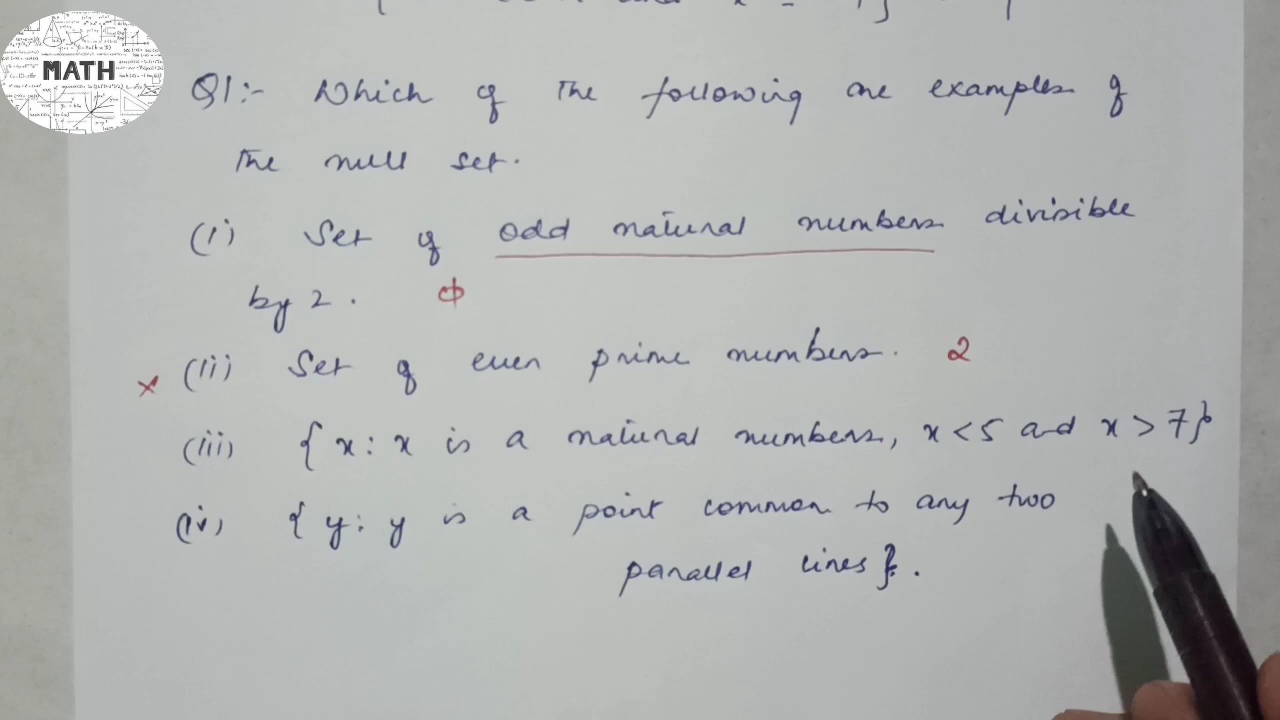 MATH
Q1:- Which of the following are examples of
the null set.
(i) Set of odd natural numbers divisible
by 2. ф
x (ii) Set of even prime numbers. 2
(iii) { x : x is a natural numbers, x < 5 and x > 7 }
(iv) { y : y is a point common to any two
parallel lines }.